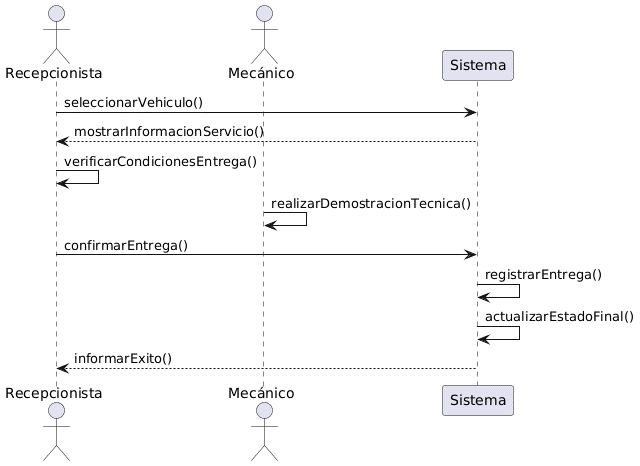 Recepcionista
Mecánico
Sistema
seleccionarVehiculo()
mostrarInformacionServicio()
verificarCondicionesEntrega()
realizarDemostracionTecnica()
confirmarEntrega()
registrarEntrega()
actualizarEstadoFinal()
informarExito()
Recepcionista
Mecánico
Sistema